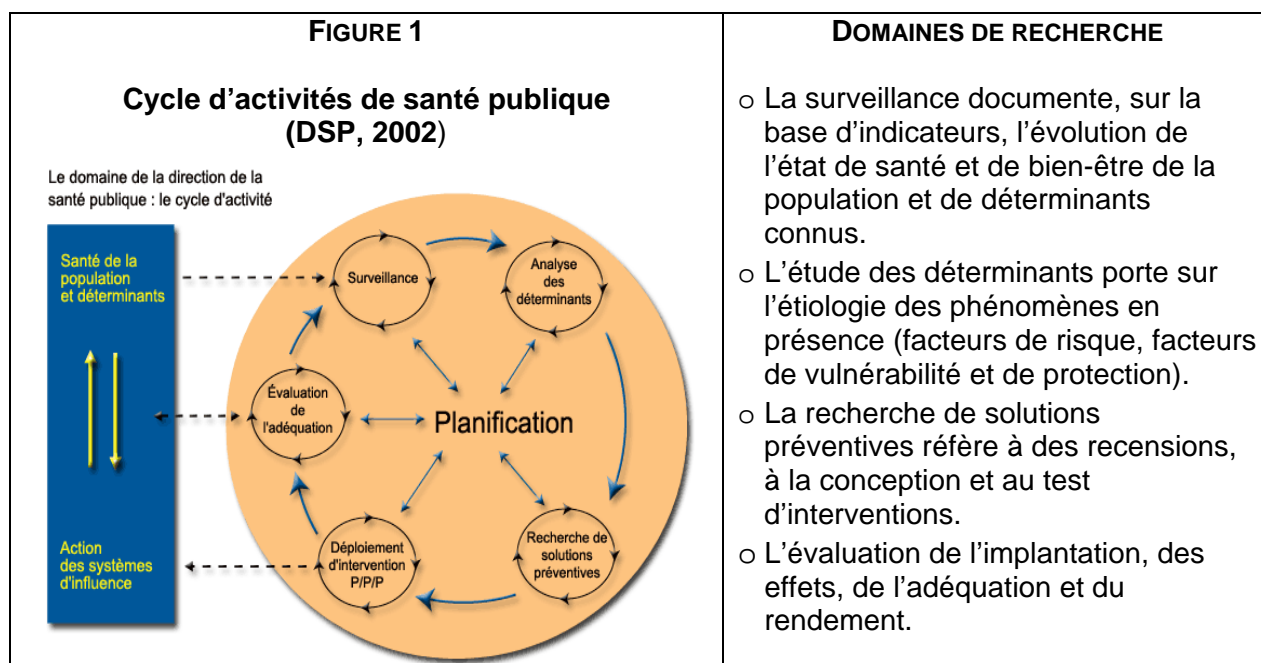 FIGURE 1
Cycle d'activités de santé publique
(DSP, 2002)
Le domaine de la direction de la
santé publique : le cycle d'activité
Santé de la
population
et déterminants
Action
des systèmes
d'influence
Surveillance
Analyse
des
déterminants
Évaluation
de
l'adéquation
Planification
Déploiement
d'intervention
P/P/P
Recherche de
solutions
préventives
DOMAINES DE RECHERCHE
o La surveillance documente, sur la
base d'indicateurs, l'évolution de
l'état de santé et de bien-être de la
population et de déterminants
connus.
o L'étude des déterminants porte sur
l'étiologie des phénomènes en
présence (facteurs de risque, facteurs
de vulnérabilité et de protection).
o La recherche de solutions
préventives réfère à des recensions,
à la conception et au test
d'interventions.
o L'évaluation de l'implantation, des
effets, de l'adéquation et du
rendement.